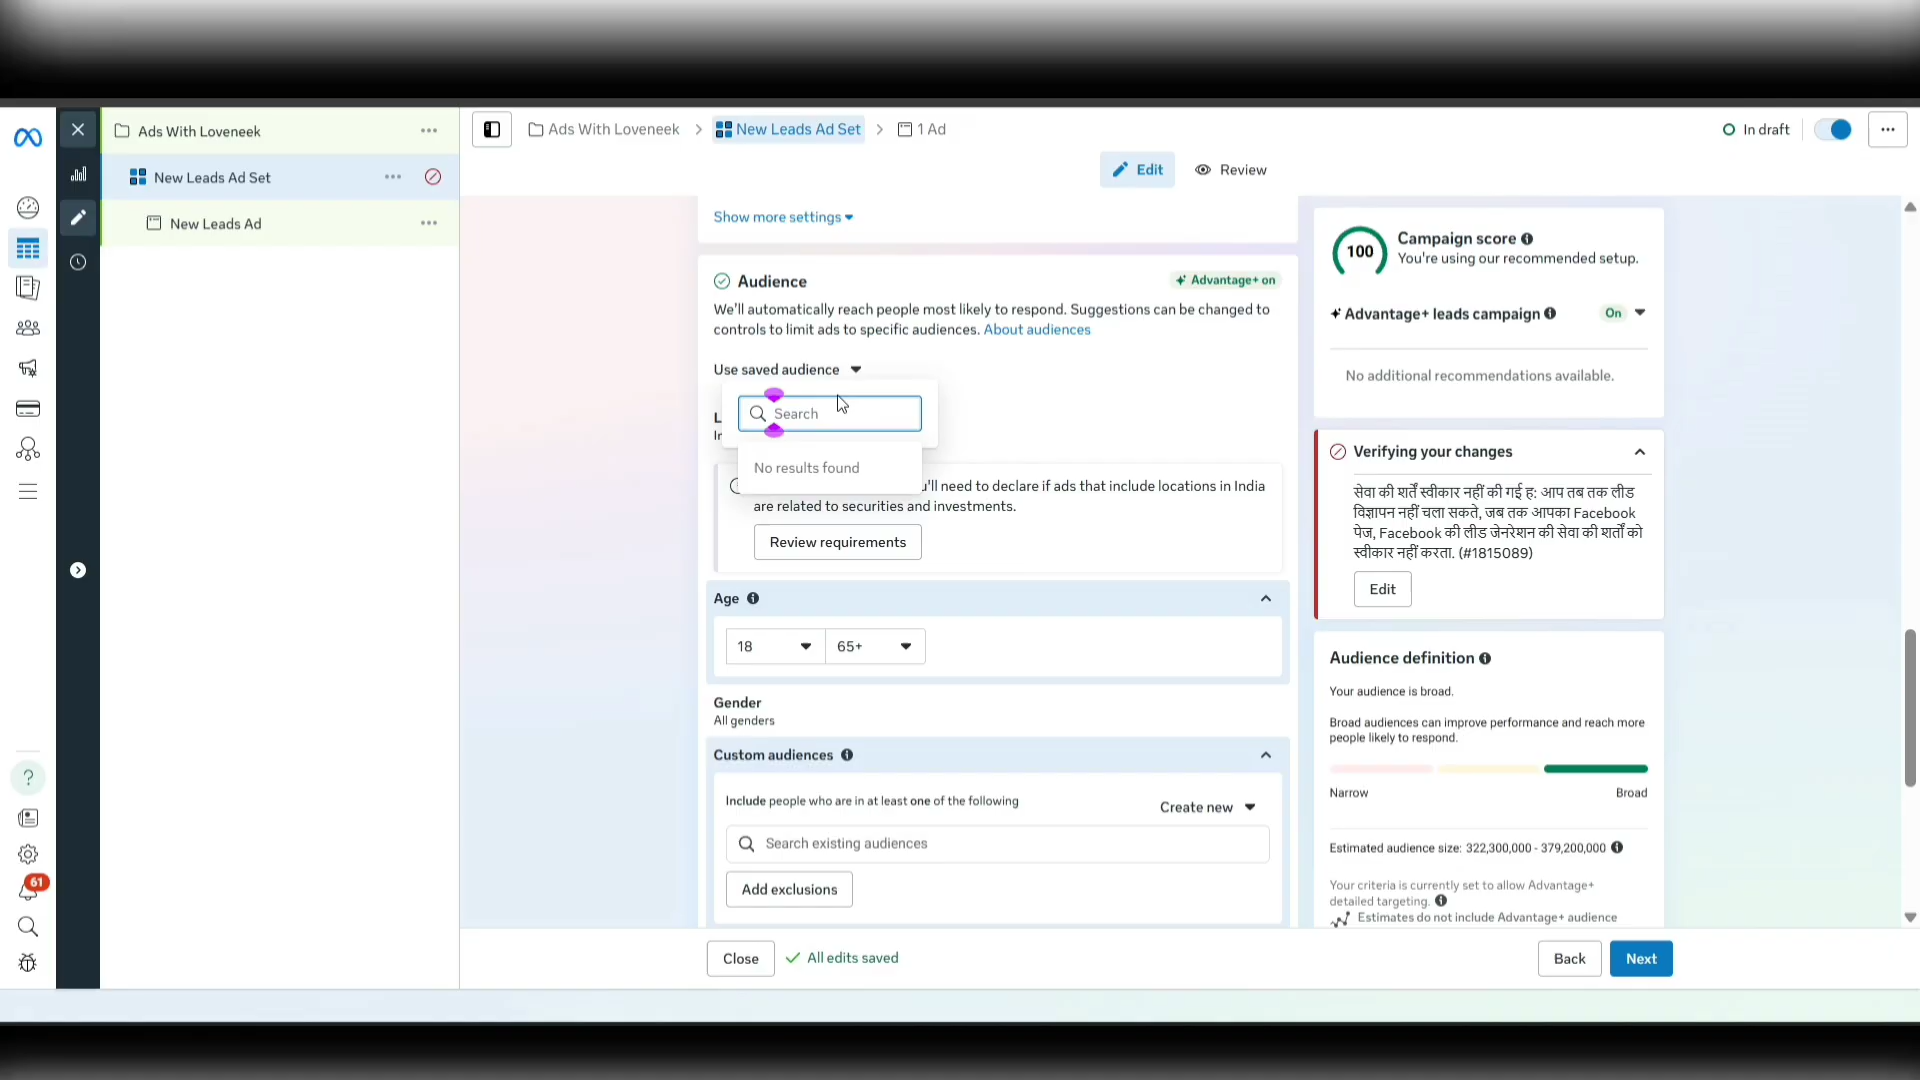 Ads With Loveneek
New Leads Ad Set
New Leads Ad
61
Ads With Loveneek
New Leads Ad Set
1 Ad
In draft
Edit
Review
Show more settings
Audience
Advantage+ on
We'll automatically reach people most likely to respond. Suggestions can be changed to
controls to limit ads to specific audiences. About audiences
Use saved audience
Search
No results found
'll need to declare if ads that include locations in India
are related to securities and investments.
Review requirements
Age
18
65+
Gender
All genders
Custom audiences
Include people who are in at least one of the following
Create new
Search existing audiences
Add exclusions
Close
All edits saved
Back
Next
100
Campaign score
You're using our recommended setup.
Advantage+ leads campaign
On
No additional recommendations available.
Verifying your changes
सेवा की शर्तें स्वीकार नहीं की गई ह: आप तब तक लीड
विज्ञापन नहीं चला सकते, जब तक आपका Facebook
पेज, Facebook की लीड जेनरेशन की सेवा की शर्तों को
स्वीकार नहीं करता. (#1815089)
Edit
Audience definition
Your audience is broad.
Broad audiences can improve performance and reach more
people likely to respond.
Narrow
Broad
Estimated audience size: 322,300,000 - 379,200,000
Your criteria is currently set to allow Advantage+
detailed targeting.
Estimates do not include Advantage+ audience